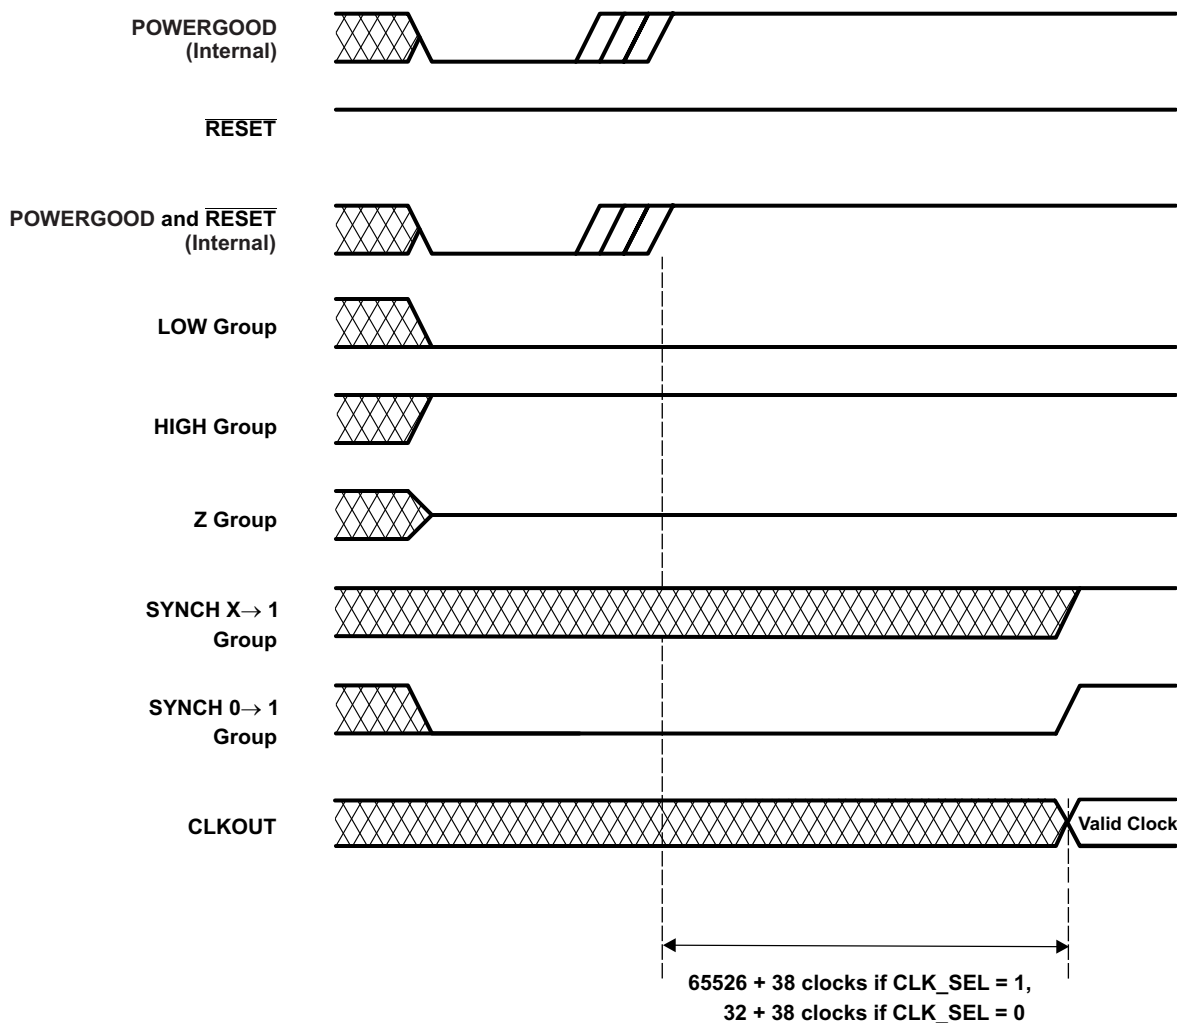 POWERGOOD
(Internal)
RESET
POWERGOOD and RESET
(Internal)
LOW Group
HIGH Group
Z Group
SYNCH X→ 1
Group
SYNCH 0→ 1
Group
CLKOUT
Valid Clock
65526 + 38 clocks if CLK_SEL = 1,
32 + 38 clocks if CLK_SEL = 0